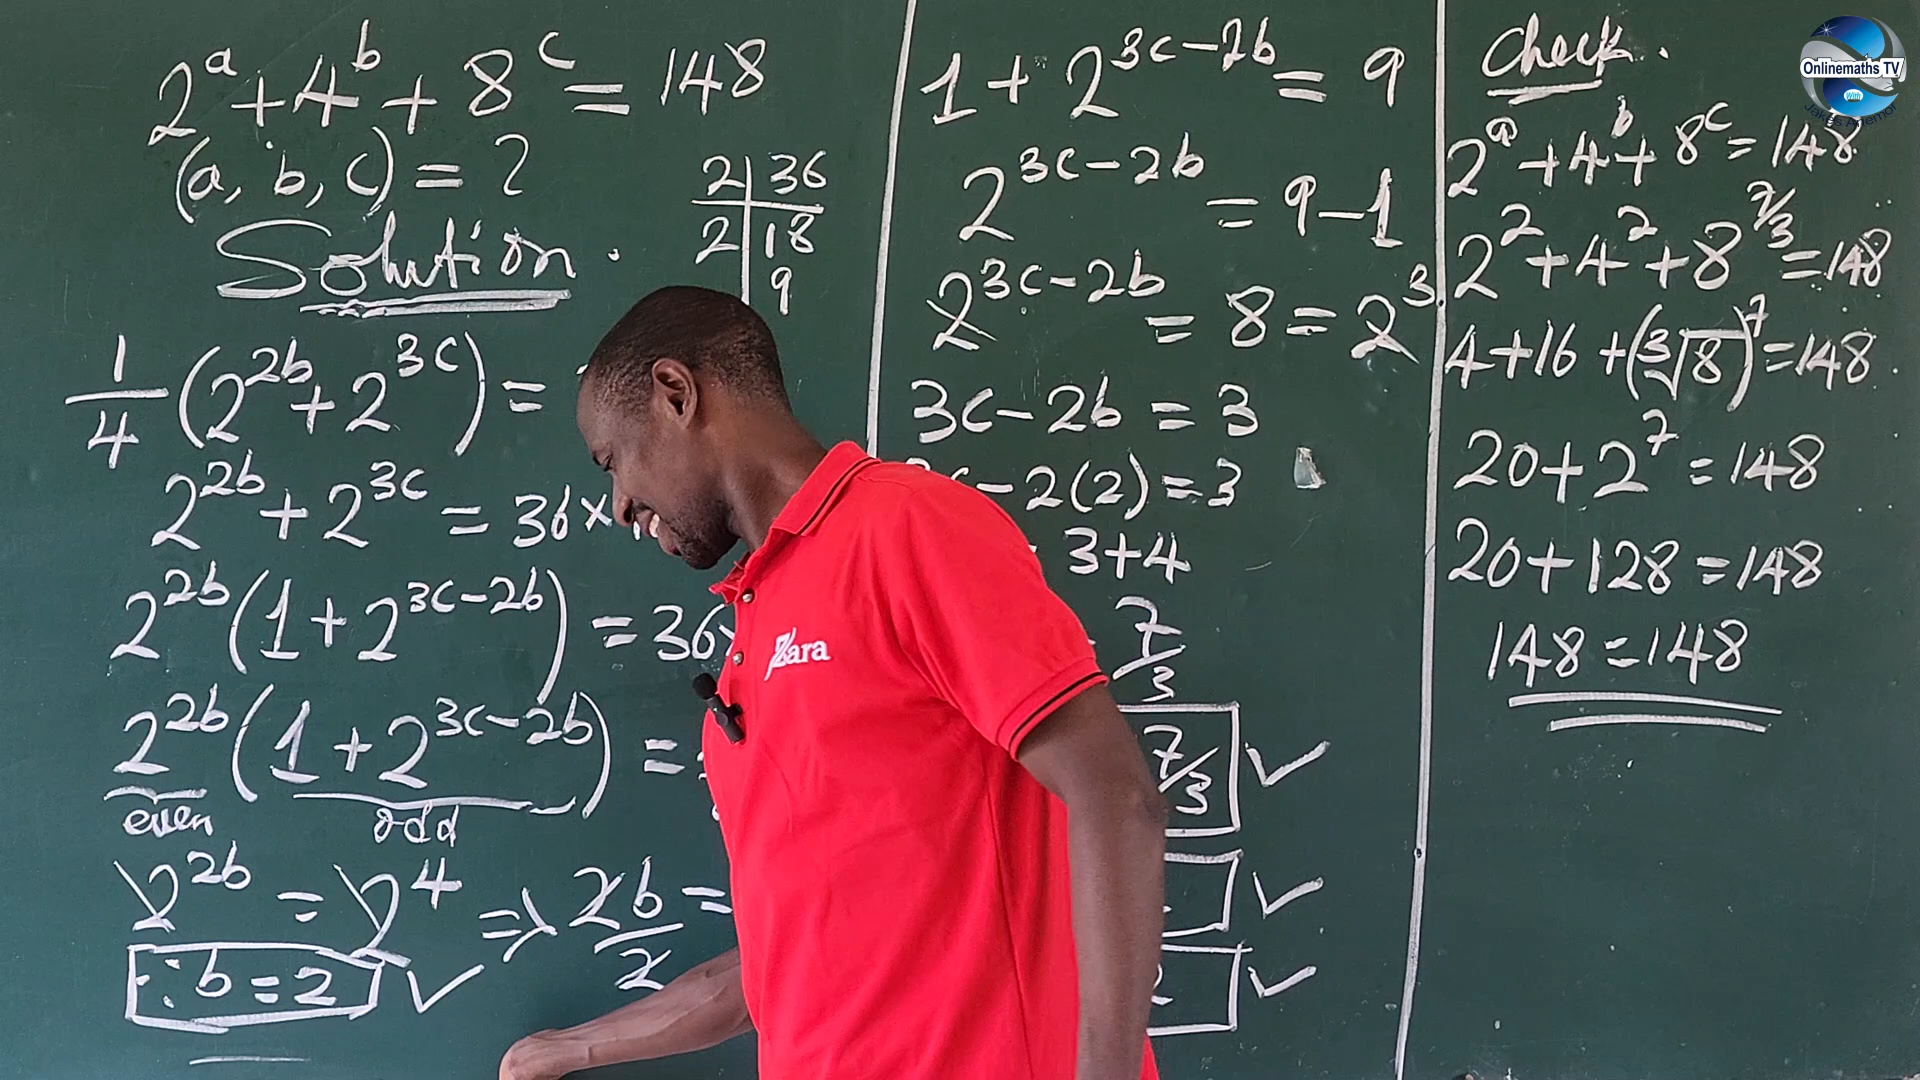 2^a + 4^b + 8^c = 148
(a, b, c) = ?
Solution.
2 | 36
2 | 18
9
1/4 (2^2b + 2^3c) =
2^2b + 2^3c = 36 ×
2^2b (1 + 2^3c-2b) = 36
2^2b (1 + 2^3c-2b) =
even odd
2^2b = 2^4 => 2b/2 =
∴ b = 2 ✓
1 + 2^3c-2b = 9
2^3c-2b = 9 - 1
2^3c-2b = 8 = 2^3
3c - 2b = 3
- 2(2) = 3
3 + 4
7/3
7/3 ✓
✓
✓
Check.
2^a + 4^b + 8^c = 148
2^2 + 4^2 + 8^7/3 = 148
4 + 16 + (∛8)^7 = 148
20 + 2^7 = 148
20 + 128 = 148
148 = 148
Zara
Onlinemaths TV
With